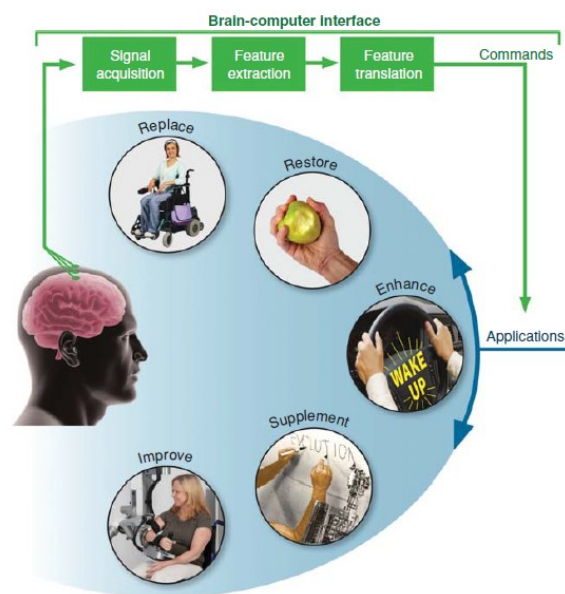 Brain-computer interface
Signal
acquisition
Feature
extraction
Feature
translation
Commands
Replace
Restore
Enhance
WAKE
UP
Applications
Supplement
Improve